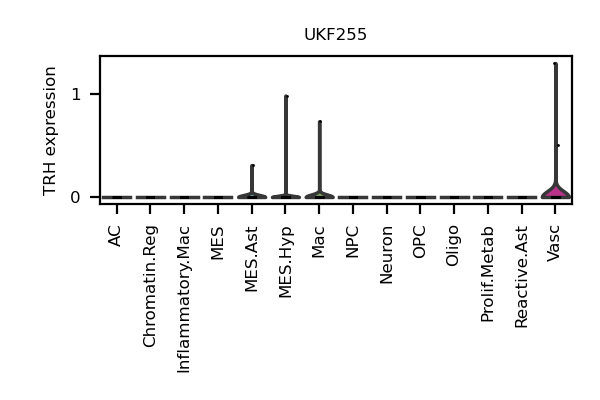 UKF255
TRH expression
1
0
AC
Chromatin.Reg
Inflammatory.Mac
MES
MES.Ast
MES.Hyp
Mac
NPC
Neuron
OPC
Oligo
Prolif.Metab
Reactive.Ast
Vasc